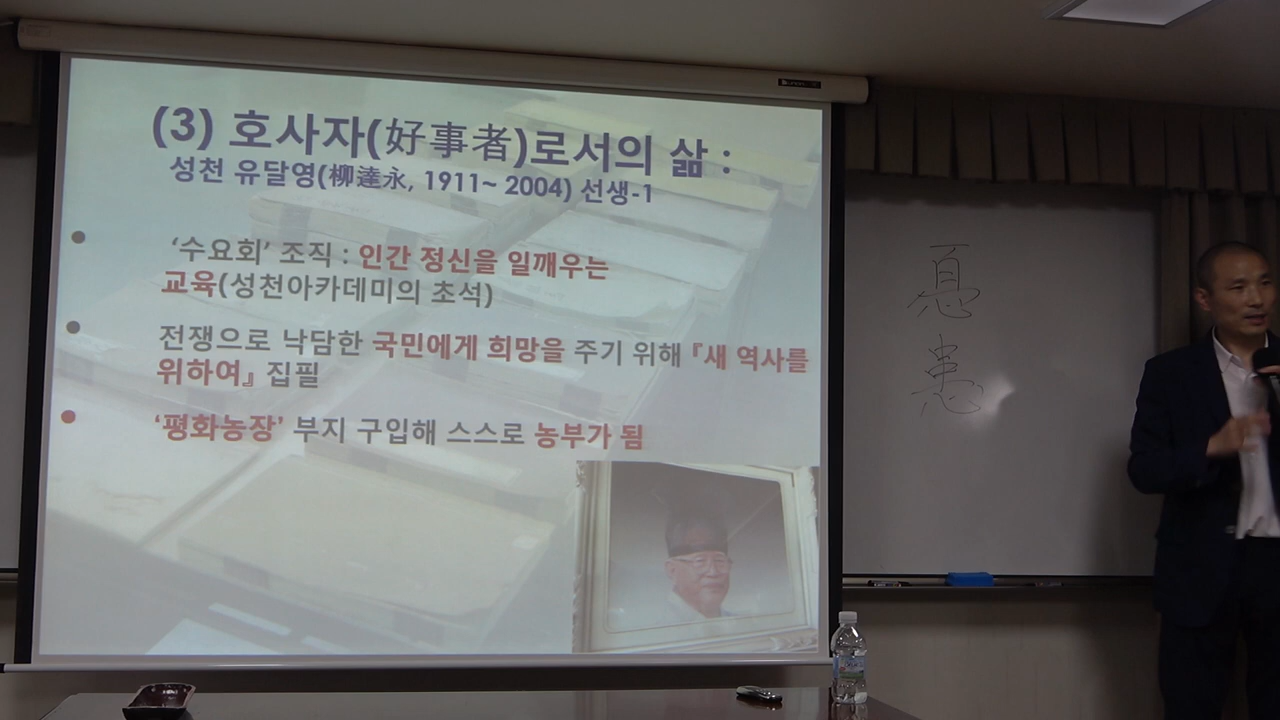 (3) 호사자(好事者)로서의 삶 :
성천 유달영(柳達永, 1911~ 2004) 선생-1
'수요회' 조직 : 인간 정신을 일깨우는
교육(성천아카데미의 초석)
전쟁으로 낙담한 국민에게 희망을 주기 위해 『새 역사를
위하여』 집필
'평화농장' 부지 구입해 스스로 농부가 됨
患